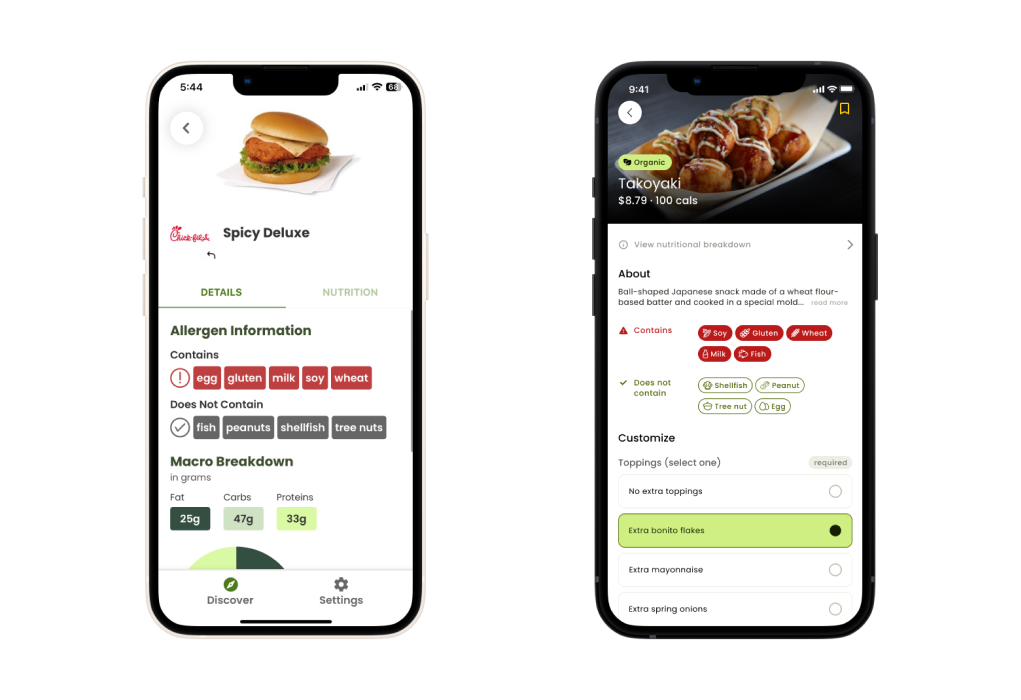 5:44
68
Chick-fil-A
Spicy Deluxe
DETAILS NUTRITION
Allergen Information
Contains
egg gluten milk soy wheat
Does Not Contain
fish peanuts shellfish tree nuts
Macro Breakdown
in grams
Fat Carbs Proteins
25g 47g 33g
Discover Settings
9:41
Organic
Takoyaki
$8.79 · 100 cals
View nutritional breakdown
About
Ball-shaped Japanese snack made of a wheat flour-
based batter and cooked in a special mold... read more
Contains Soy Gluten Wheat
Milk Fish
Does not
contain
Shellfish Peanut
Tree nut Egg
Customize
Toppings (select one) required
No extra toppings
Extra bonito flakes
Extra mayonnaise
Extra spring onions